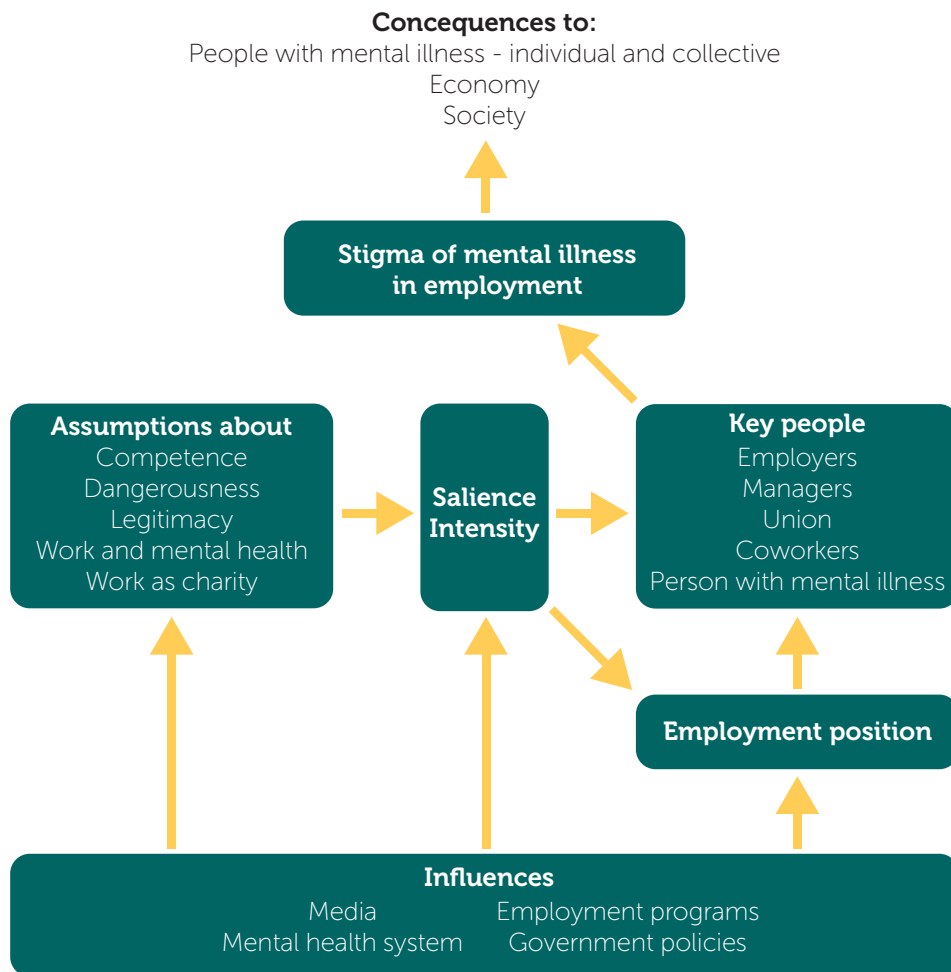 Concequences to:
People with mental illness - individual and collective
Economy
Society
Stigma of mental illness
in employment
Assumptions about
Competence
Dangerousness
Legitimacy
Work and mental health
Work as charity
Salience
Intensity
Key people
Employers
Managers
Union
Coworkers
Person with mental illness
Employment position
Influences
Media
Mental health system
Employment programs
Government policies